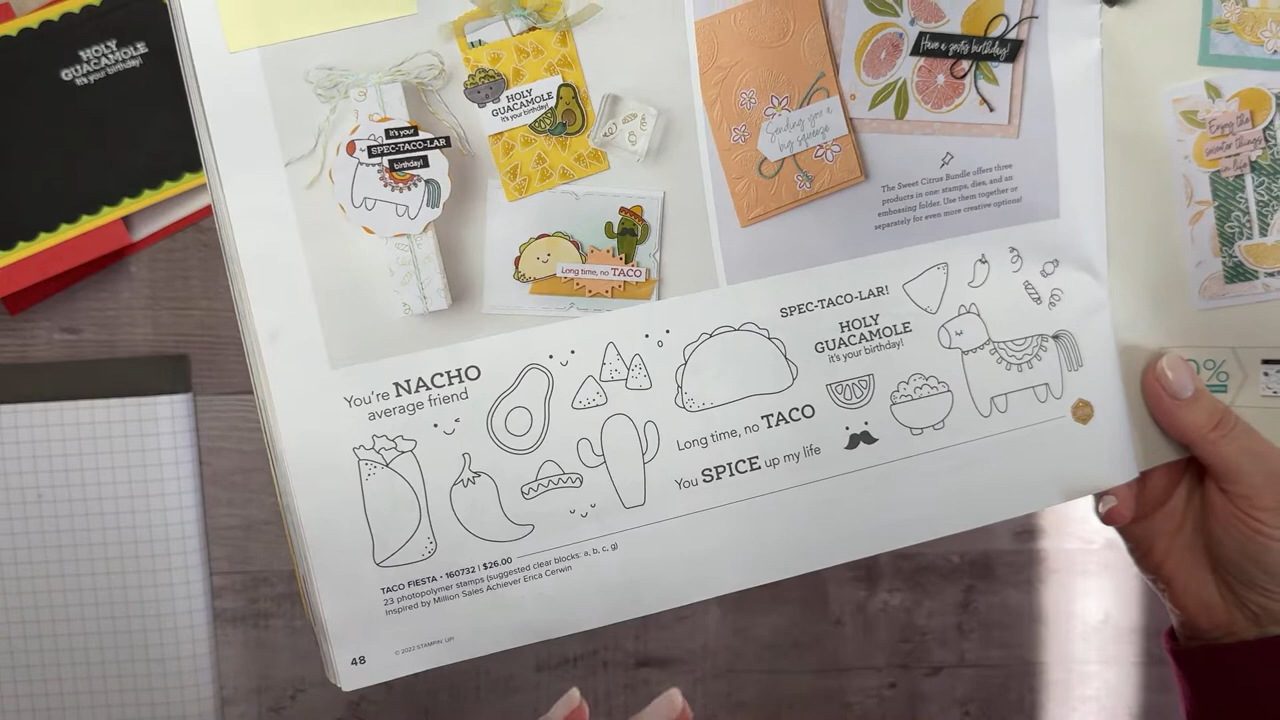 HOLY
GUACAMOLE
it's your birthday!
It's your
SPEC-TACO-LAR
birthday!
HOLY
GUACAMOLE
it's your birthday!
Long time, no TACO
Sending you a
big squeeze
Have a zesty birthday!
The Sweet Citrus Bundle offers three
products in one: stamps, dies, and an
embossing folder. Use them together or
separately for even more creative options!
Enjoy the
sweeter things
in life
0%
You're NACHO
average friend
SPEC-TACO-LAR!
HOLY
GUACAMOLE
it's your birthday!
Long time, no TACO
You SPICE up my life
TACO FIESTA • 160732 | $26.00
23 photopolymer stamps (suggested clear blocks: a, b, c, g)
Inspired by Million Sales Achiever Erica Cerwin
48
© 2022 STAMPIN' UP!